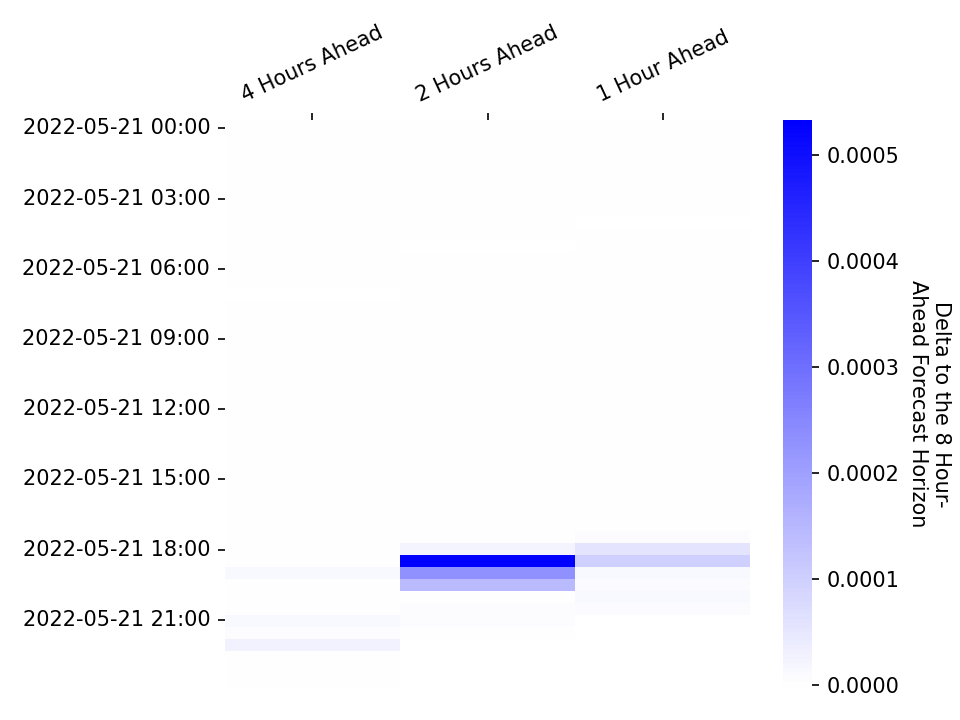 4 Hours Ahead
2 Hours Ahead
1 Hour Ahead
2022-05-21 00:00
2022-05-21 03:00
2022-05-21 06:00
2022-05-21 09:00
2022-05-21 12:00
2022-05-21 15:00
2022-05-21 18:00
2022-05-21 21:00
0.0005
0.0004
0.0003
0.0002
0.0001
0.0000
Delta to the 8 Hour-
Ahead Forecast Horizon